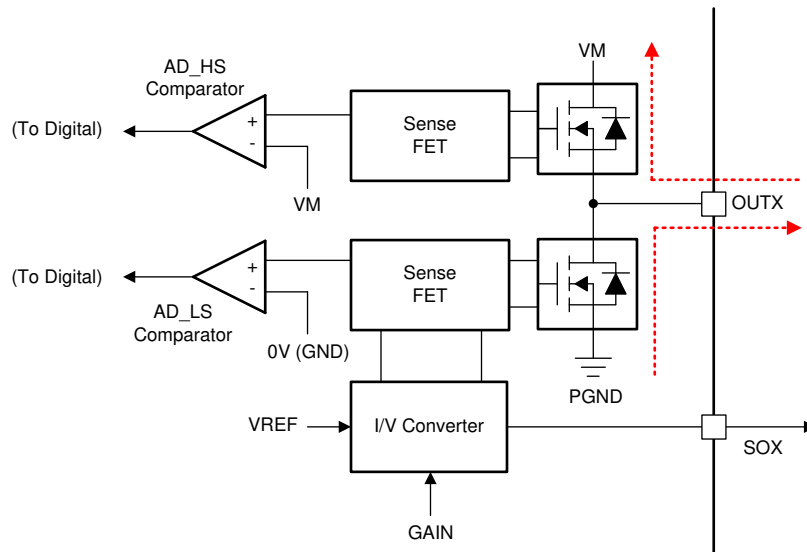 VM
AD_HS
Comparator
(To Digital)
+
-
Sense
FET
VM
OUTX
(To Digital)
+
-
Sense
FET
AD_LS
Comparator
0V (GND)
PGND
VREF
I/V Converter
SOX
GAIN